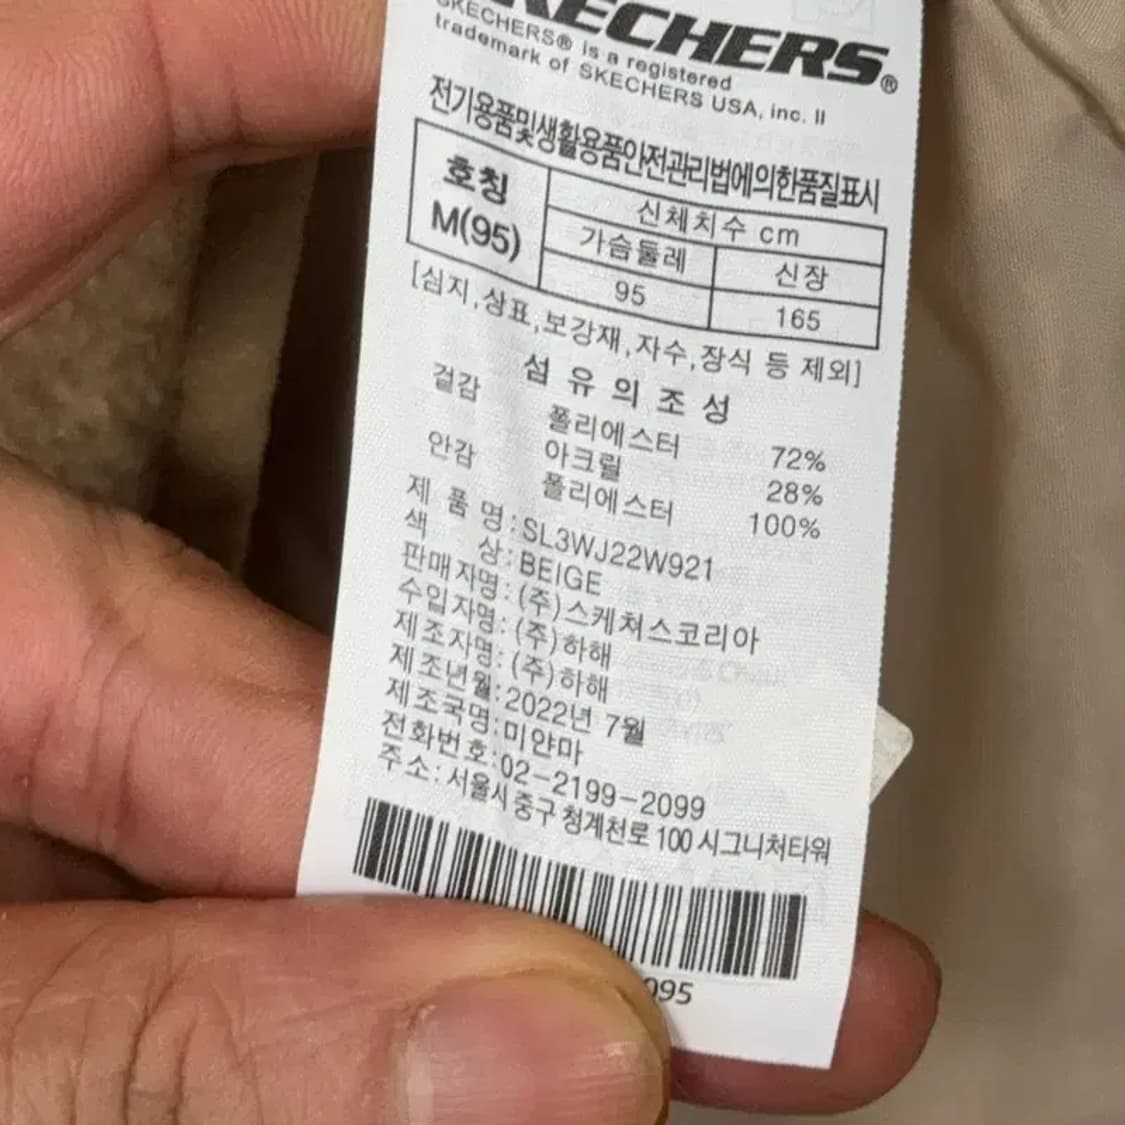 SKECHERS®
SKECHERS® is a registered
trademark of SKECHERS USA, inc. II
전기용품및생활용품안전관리법에의한품질표시
호칭 신체치수 cm
M(95) 가슴둘레 신장
95 165
[심지,상표,보강재,자수,장식 등 제외]
섬 유 의 조 성
겉감 폴리에스터 72%
아크릴 28%
안감 폴리에스터 100%
제 품 명:SL3WJ22W921
색 상:BEIGE
판매자명:(주)스케쳐스코리아
수입자명:(주)하해
제조자명:(주)하해
제조년월:2022년 7월
제조국명:미얀마
전화번호:02-2199-2099
주소:서울시 중구 청계천로 100 시그니처타워
095